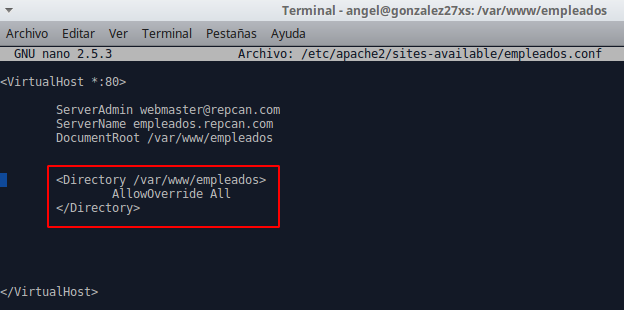 Terminal - angel@gonzalez27xs: /var/www/empleados
Archivo Editar Ver Terminal Pestañas Ayuda
GNU nano 2.5.3 Archivo: /etc/apache2/sites-available/empleados.conf
<VirtualHost *:80>
ServerAdmin webmaster@repcan.com
ServerName empleados.repcan.com
DocumentRoot /var/www/empleados
<Directory /var/www/empleados>
AllowOverride All
</Directory>
</VirtualHost>